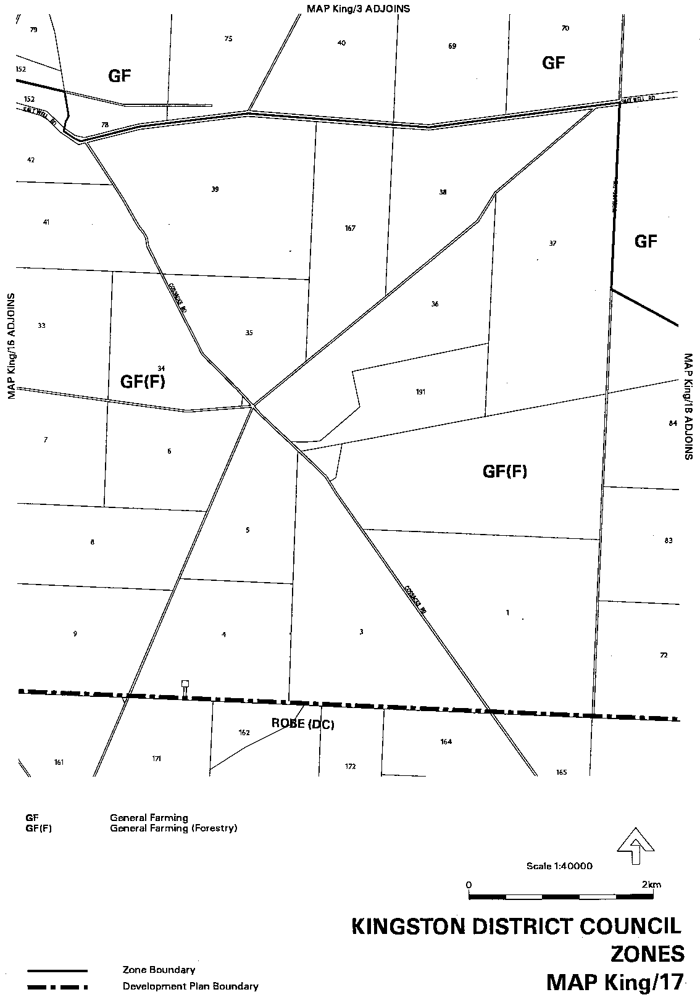 MAP King/3 ADJOINS
79
75
40
69
70
GF
152
GF
152
SALT WELL RD
SALT WELL RD
78
42
39
38
41
167
37
GF
COSSACKS RD
36
33
35
MAP King/16 ADJOINS
34
GF(F)
191
MAP King/18 ADJOINS
84
7
6
GF(F)
5
8
83
COSSACKS RD
1
9
4
3
72
ROBE (DC)
162
164
161
171
172
165
GF General Farming
GF(F) General Farming (Forestry)
Scale 1:40000
0 2km
KINGSTON DISTRICT COUNCIL
ZONES
MAP King/17
Zone Boundary
Development Plan Boundary